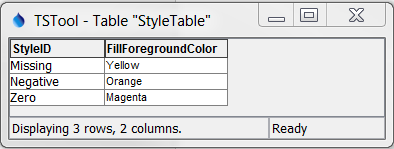 TSTool - Table "StyleTable"
StyleID FillForegroundColor
Missing Yellow
Negative Orange
Zero Magenta
Displaying 3 rows, 2 columns. Ready